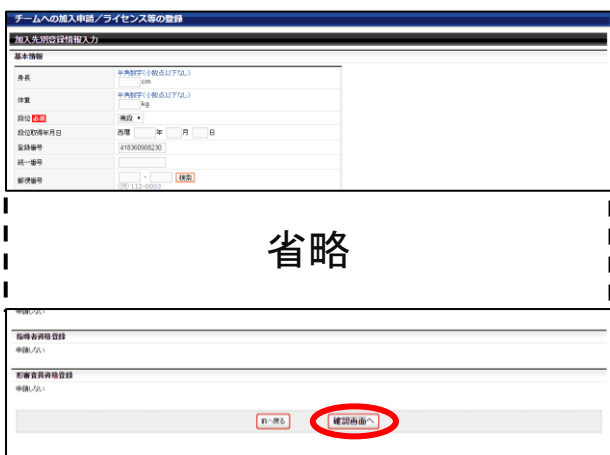 チームへの加入申請／ライセンス等の登録
加入先別登録情報入力
基本情報
身長
半角数字(小数点以下なし)
cm
体重
半角数字(小数点以下なし)
kg
段位 必須
無段
段位取得年月日
西暦 年 月 日
登録番号
418360908230
統一番号
郵便番号
- 検索
例) 112-0003
省略
申請しない
指導者資格登録
申請しない
形審査員資格登録
申請しない
前へ戻る 確認画面へ